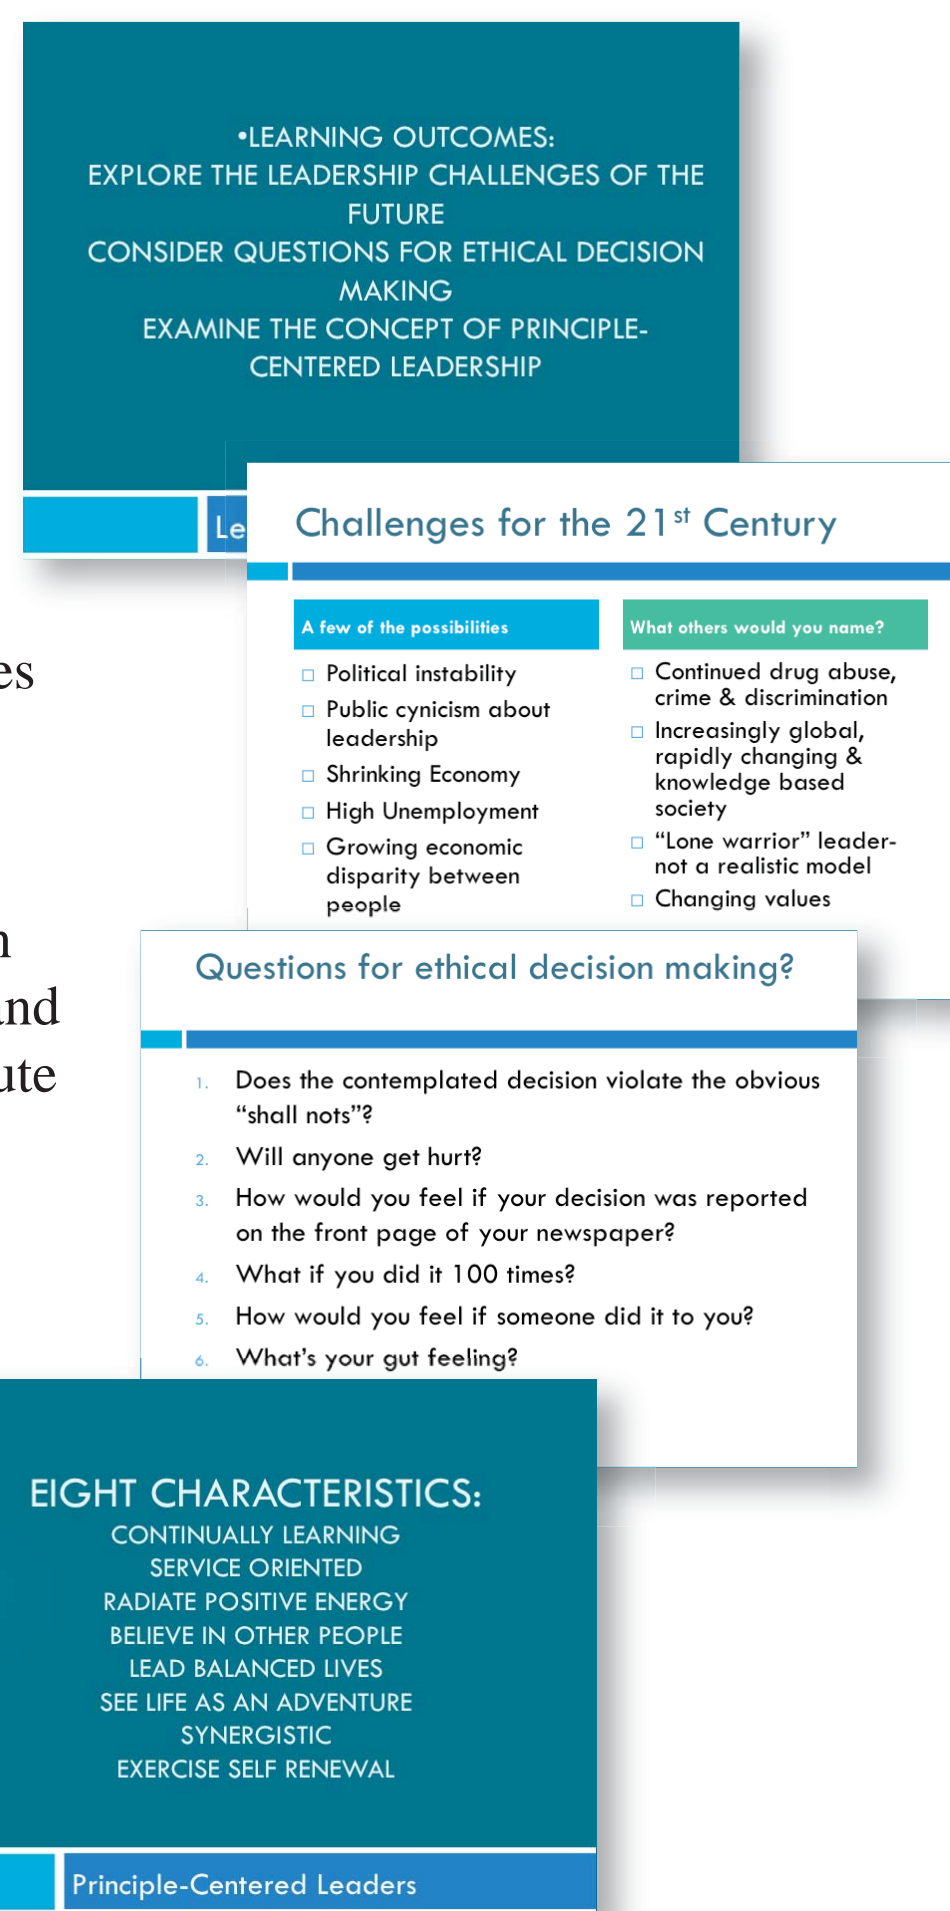 •LEARNING OUTCOMES:
EXPLORE THE LEADERSHIP CHALLENGES OF THE
FUTURE
CONSIDER QUESTIONS FOR ETHICAL DECISION
MAKING
EXAMINE THE CONCEPT OF PRINCIPLE-
CENTERED LEADERSHIP
Le
Challenges for the 21st Century
A few of the possibilities
Political instability
Public cynicism about
leadership
Shrinking Economy
High Unemployment
Growing economic
disparity between
people
What others would you name?
Continued drug abuse,
crime & discrimination
Increasingly global,
rapidly changing &
knowledge based
society
“Lone warrior” leader-
not a realistic model
Changing values
es
n
and
ute
Questions for ethical decision making?
1. Does the contemplated decision violate the obvious
“shall nots”?
2. Will anyone get hurt?
3. How would you feel if your decision was reported
on the front page of your newspaper?
4. What if you did it 100 times?
5. How would you feel if someone did it to you?
6. What’s your gut feeling?
EIGHT CHARACTERISTICS:
CONTINUALLY LEARNING
SERVICE ORIENTED
RADIATE POSITIVE ENERGY
BELIEVE IN OTHER PEOPLE
LEAD BALANCED LIVES
SEE LIFE AS AN ADVENTURE
SYNERGISTIC
EXERCISE SELF RENEWAL
Principle-Centered Leaders